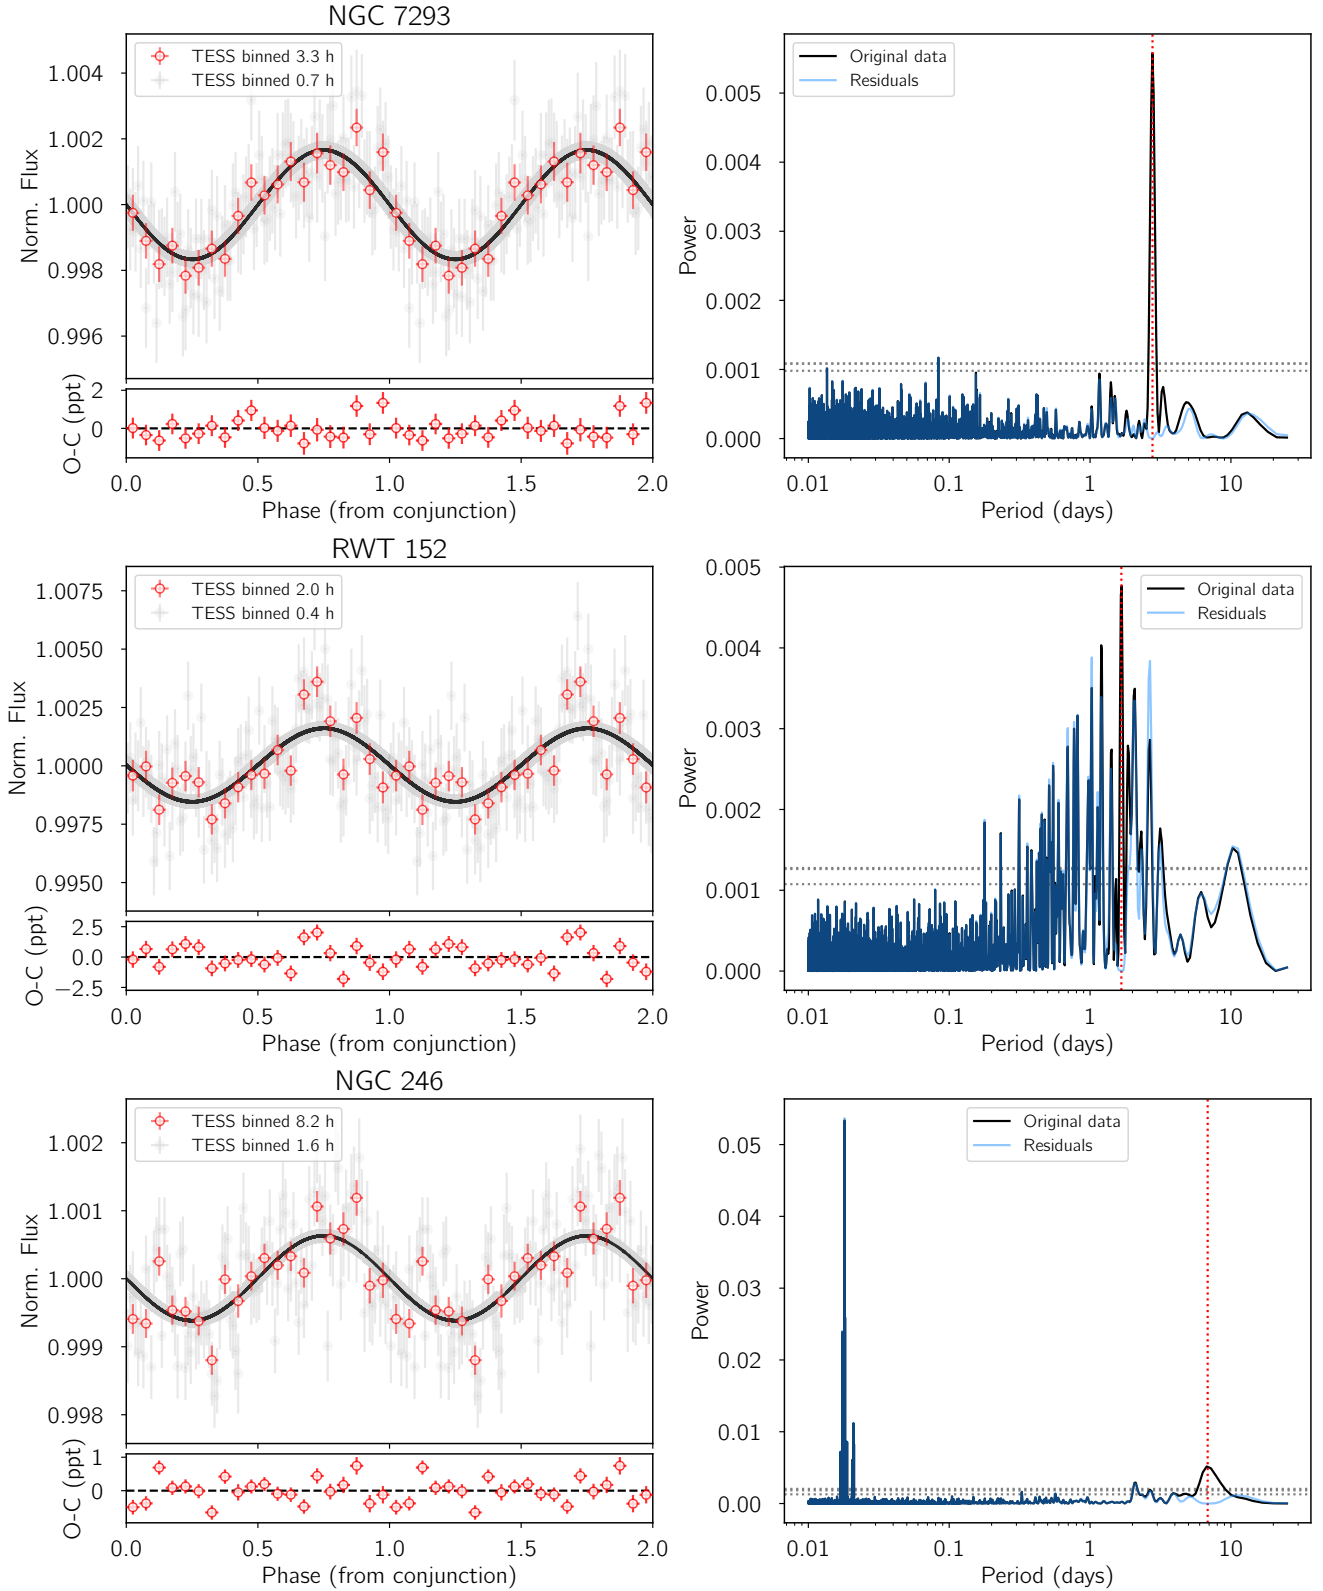 NGC 7293
TESS binned 3.3 h
TESS binned 0.7 h
Norm. Flux
1.004
1.002
1.000
0.998
0.996
O-C (ppt)
2
0
0.0 0.5 1.0 1.5 2.0
Phase (from conjunction)
Original data
Residuals
Power
0.005
0.004
0.003
0.002
0.001
0.000
0.01 0.1 1 10
Period (days)
RWT 152
TESS binned 2.0 h
TESS binned 0.4 h
Norm. Flux
1.0075
1.0050
1.0025
1.0000
0.9975
0.9950
O-C (ppt)
2.5
0.0
−2.5
0.0 0.5 1.0 1.5 2.0
Phase (from conjunction)
Original data
Residuals
Power
0.005
0.004
0.003
0.002
0.001
0.000
0.01 0.1 1 10
Period (days)
NGC 246
TESS binned 8.2 h
TESS binned 1.6 h
Norm. Flux
1.002
1.001
1.000
0.999
0.998
O-C (ppt)
1
0
0.0 0.5 1.0 1.5 2.0
Phase (from conjunction)
Original data
Residuals
Power
0.05
0.04
0.03
0.02
0.01
0.00
0.01 0.1 1 10
Period (days)